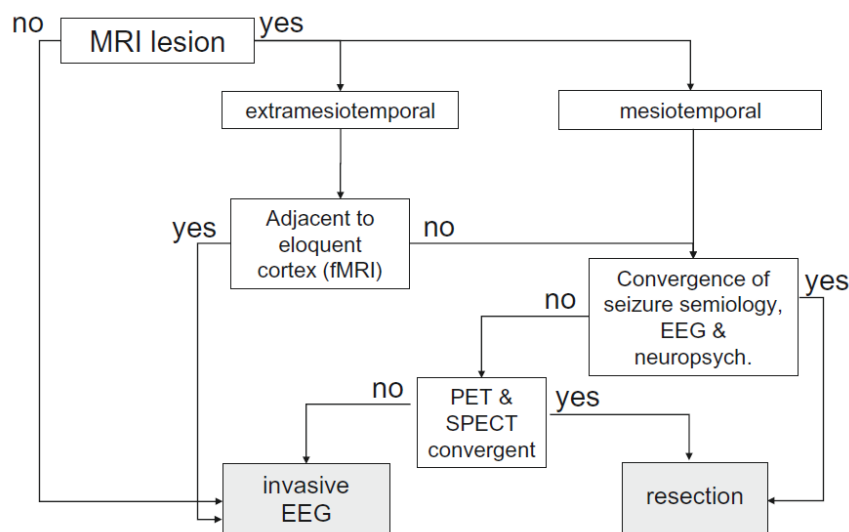 no
MRI lesion
yes
extramesiotemporal
mesiotemporal
yes
Adjacent to
eloquent
cortex (fMRI)
no
Convergence of
seizure semiology,
EEG &
neuropsych.
yes
no
no
PET &
SPECT
convergent
yes
invasive
EEG
resection